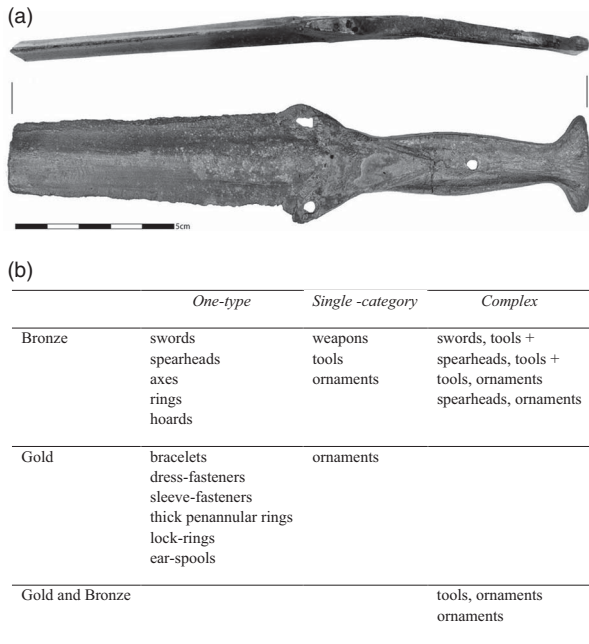 (a)
5cm
(b)
One-type Single -category Complex
Bronze swords weapons swords, tools +
spearheads tools spearheads, tools +
axes ornaments tools, ornaments
rings spearheads, ornaments
hoards
Gold bracelets ornaments
dress-fasteners
sleeve-fasteners
thick penannular rings
lock-rings
ear-spools
Gold and Bronze tools, ornaments
ornaments